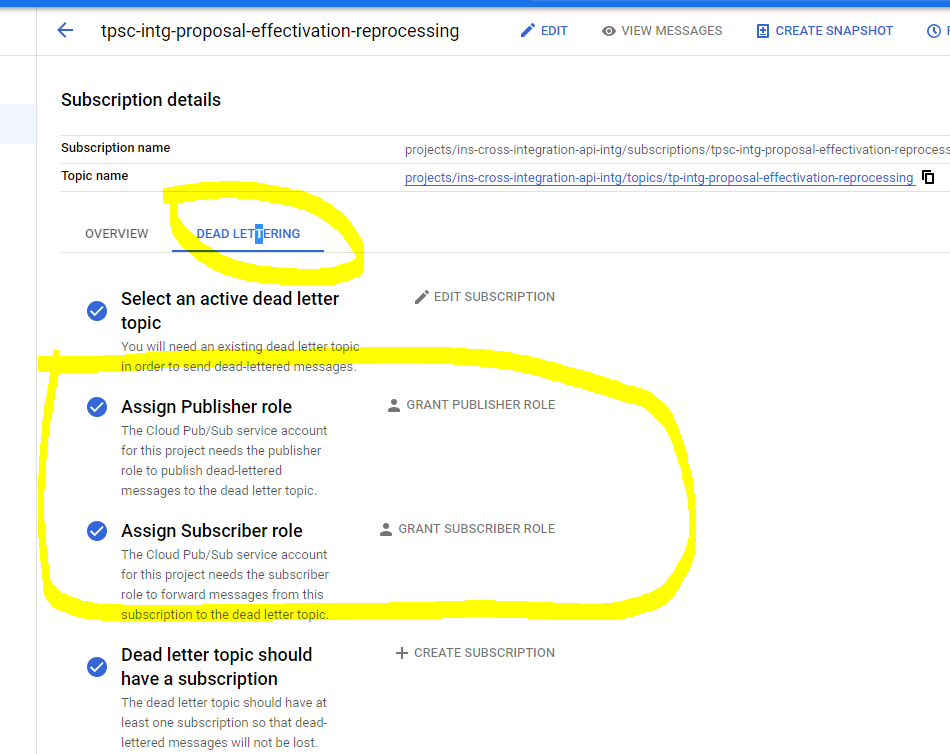 tpsc-intg-proposal-effectivation-reprocessing EDIT VIEW MESSAGES CREATE SNAPSHOT
Subscription details
Subscription name projects/ins-cross-integration-api-intg/subscriptions/tpsc-intg-proposal-effectivation-reprocess
Topic name projects/ins-cross-integration-api-intg/topics/tp-intg-proposal-effectivation-reprocessing
OVERVIEW DEAD LETTERING
Select an active dead letter EDIT SUBSCRIPTION
topic
You will need an existing dead letter topic
in order to send dead-lettered messages.
Assign Publisher role GRANT PUBLISHER ROLE
The Cloud Pub/Sub service account
for this project needs the publisher
role to publish dead-lettered
messages to the dead letter topic.
Assign Subscriber role GRANT SUBSCRIBER ROLE
The Cloud Pub/Sub service account
for this project needs the subscriber
role to forward messages from this
subscription to the dead letter topic.
Dead letter topic should CREATE SUBSCRIPTION
have a subscription
The dead letter topic should have at
least one subscription so that dead-
lettered messages will not be lost.